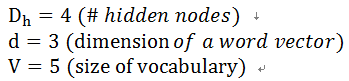 Dₕ = 4 (# hidden nodes)
d = 3 (dimension of a word vector)
V = 5 (size of vocabulary)